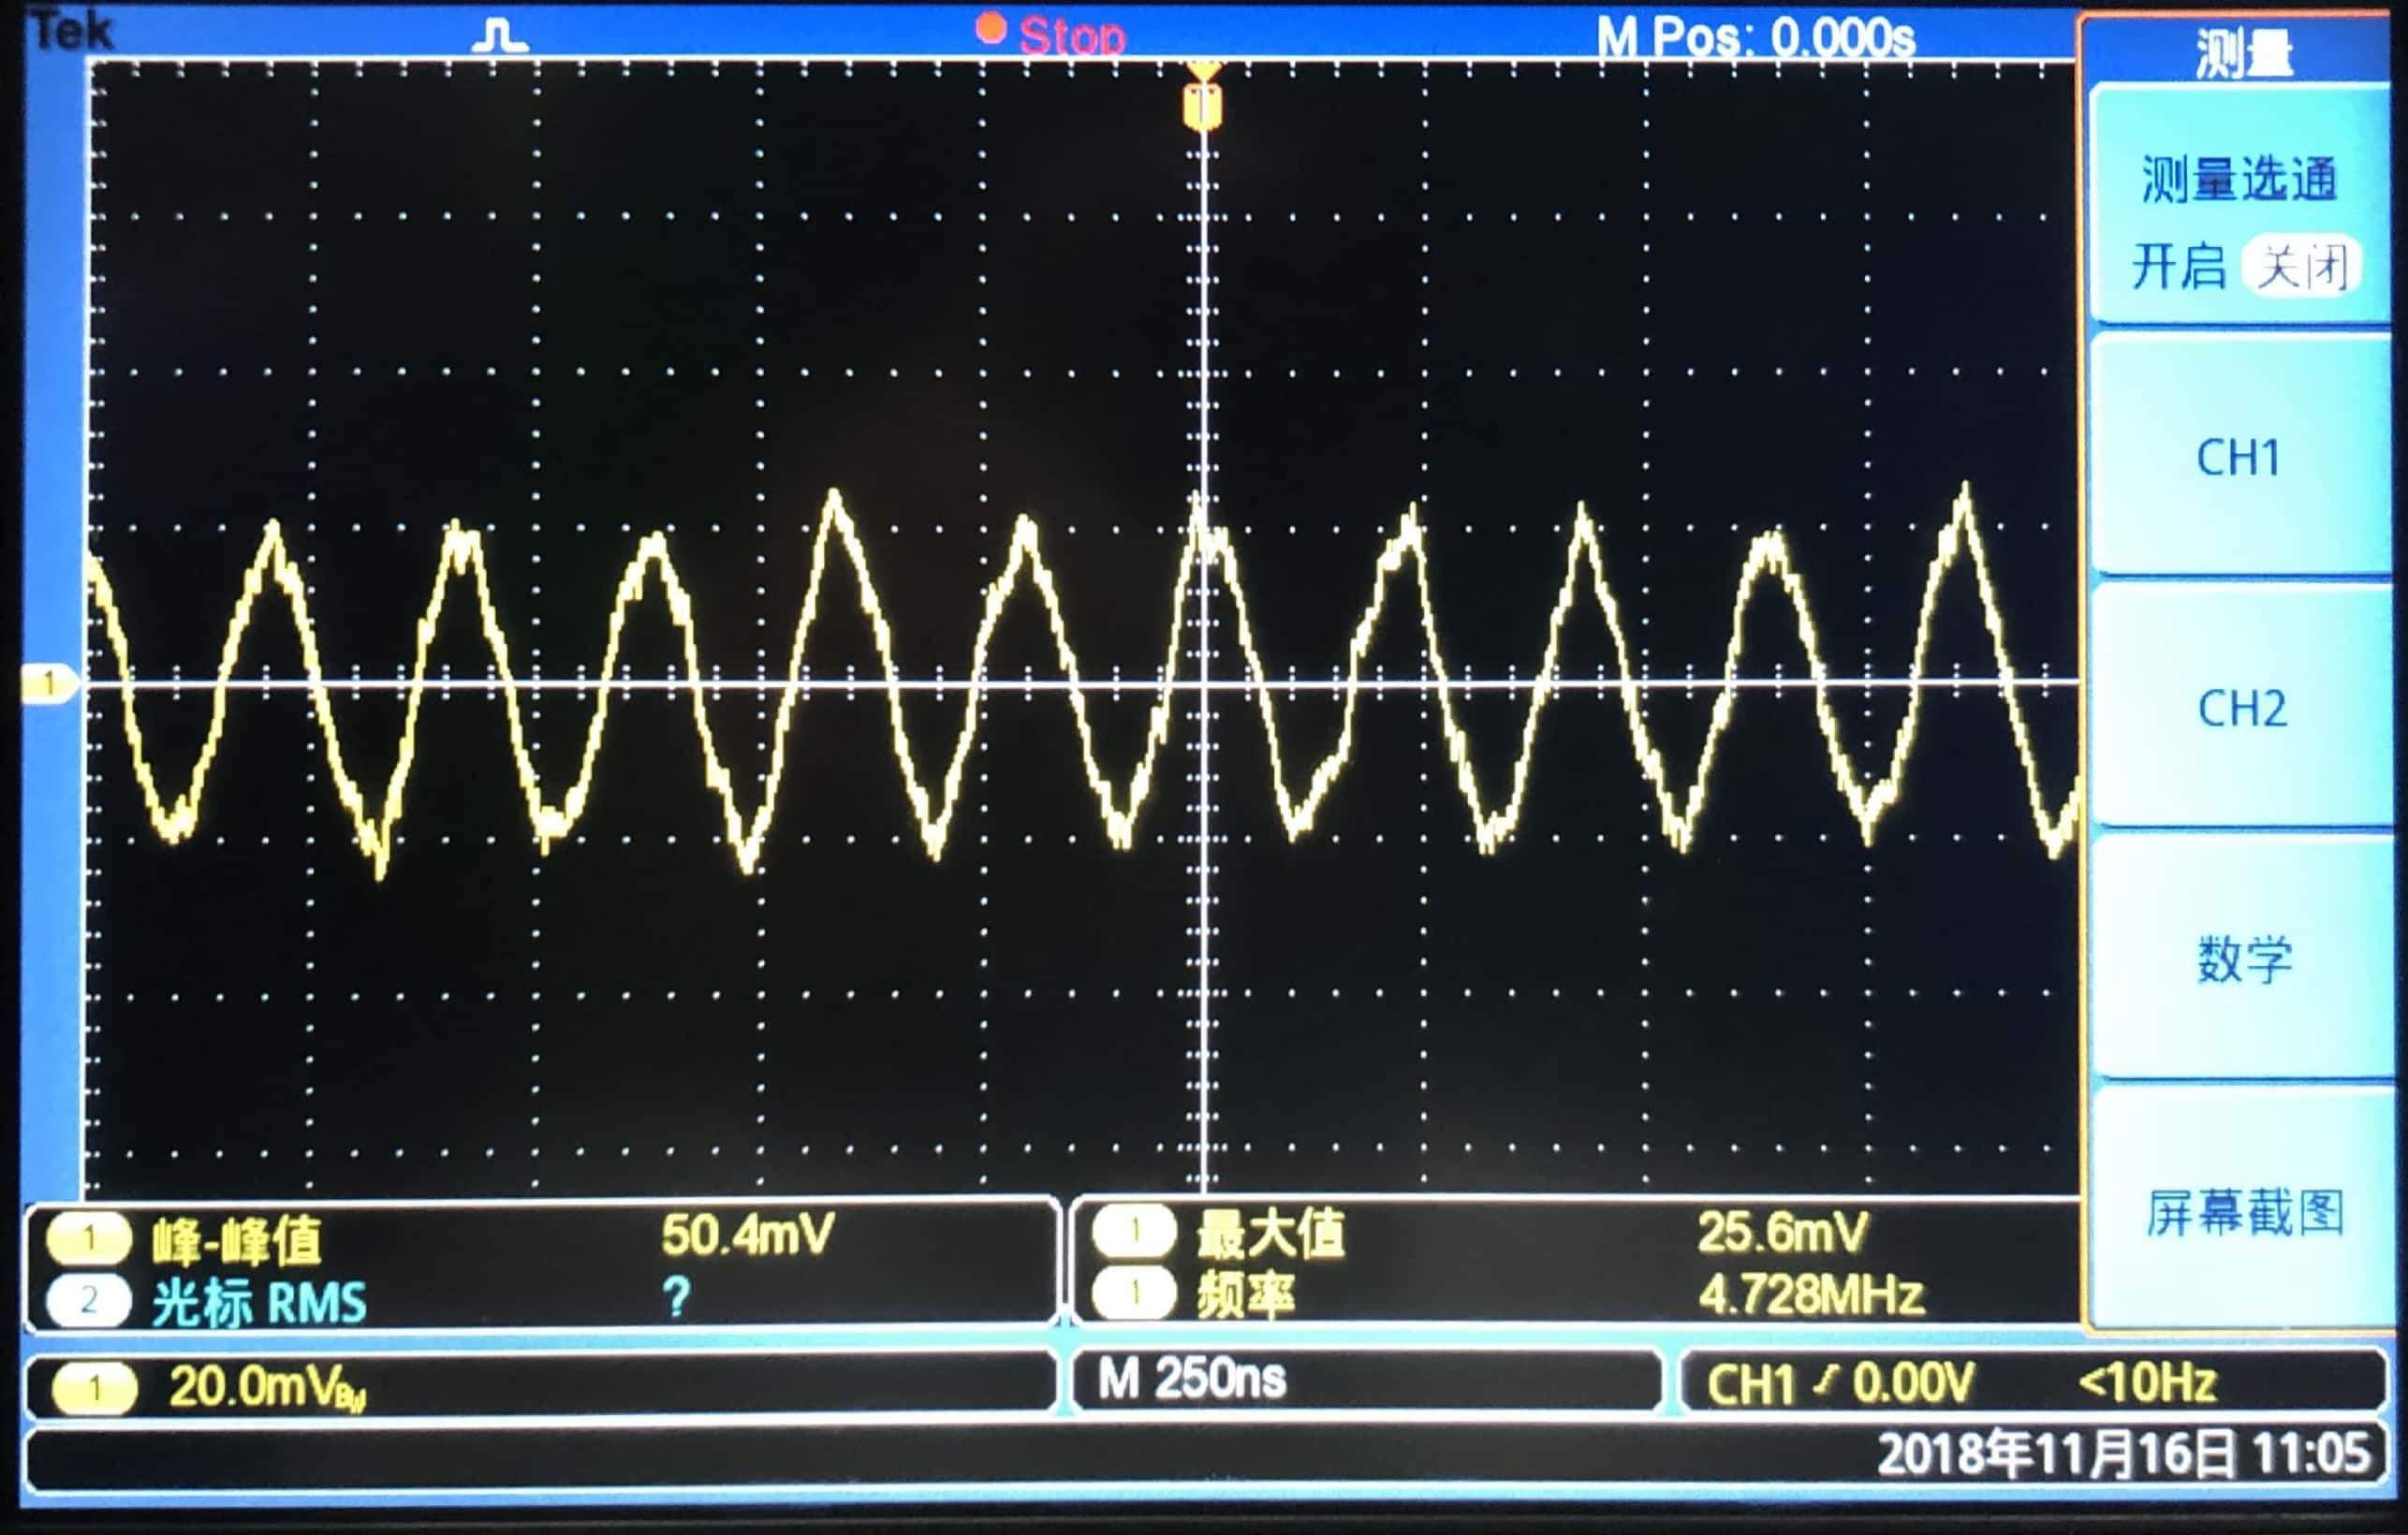 Tek Stop M Pos: 0.000s
测量
测量选通
开启 关闭
CH1
CH2
数学
屏幕截图
1
1 峰-峰值 50.4mV
2 光标 RMS ?
1 最大值 25.6mV
1 频率 4.728MHz
1 20.0mVBW
M 250ns
CH1 0.00V <10Hz
2018年11月16日 11:05